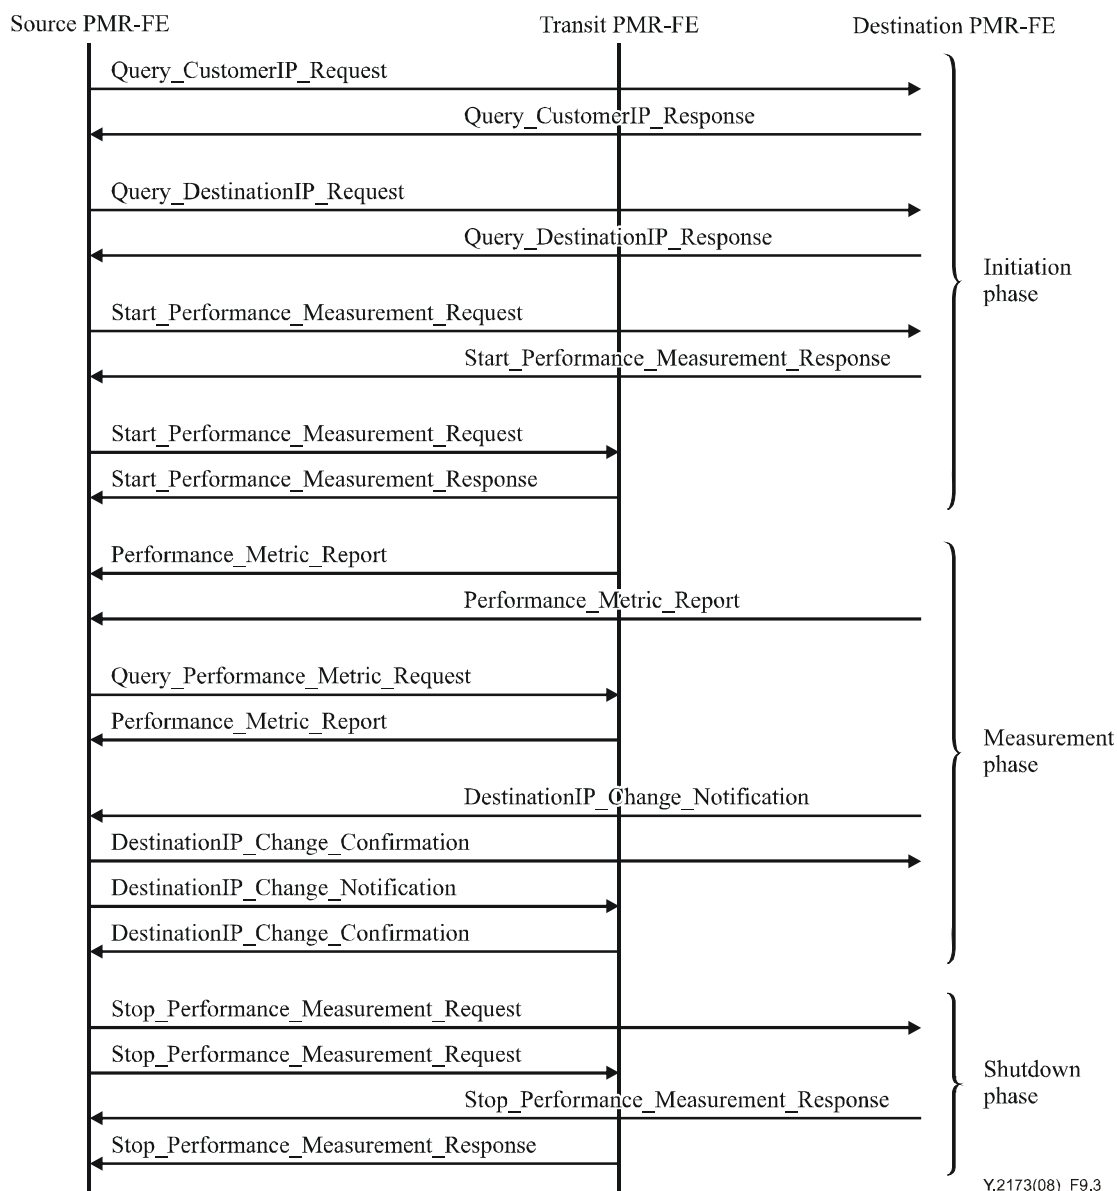 Source PMR-FE Transit PMR-FE Destination PMR-FE
Query_CustomerIP_Request
Query_CustomerIP_Response
Query_DestinationIP_Request
Query_DestinationIP_Response
Initiation
phase
Start_Performance_Measurement_Request
Start_Performance_Measurement_Response
Start_Performance_Measurement_Request
Start_Performance_Measurement_Response
Performance_Metric_Report
Performance_Metric_Report
Query_Performance_Metric_Request
Performance_Metric_Report
Measurement
phase
DestinationIP_Change_Notification
DestinationIP_Change_Confirmation
DestinationIP_Change_Notification
DestinationIP_Change_Confirmation
Stop_Performance_Measurement_Request
Stop_Performance_Measurement_Request
Shutdown
phase
Stop_Performance_Measurement_Response
Stop_Performance_Measurement_Response
Y.2173(08)_F9.3